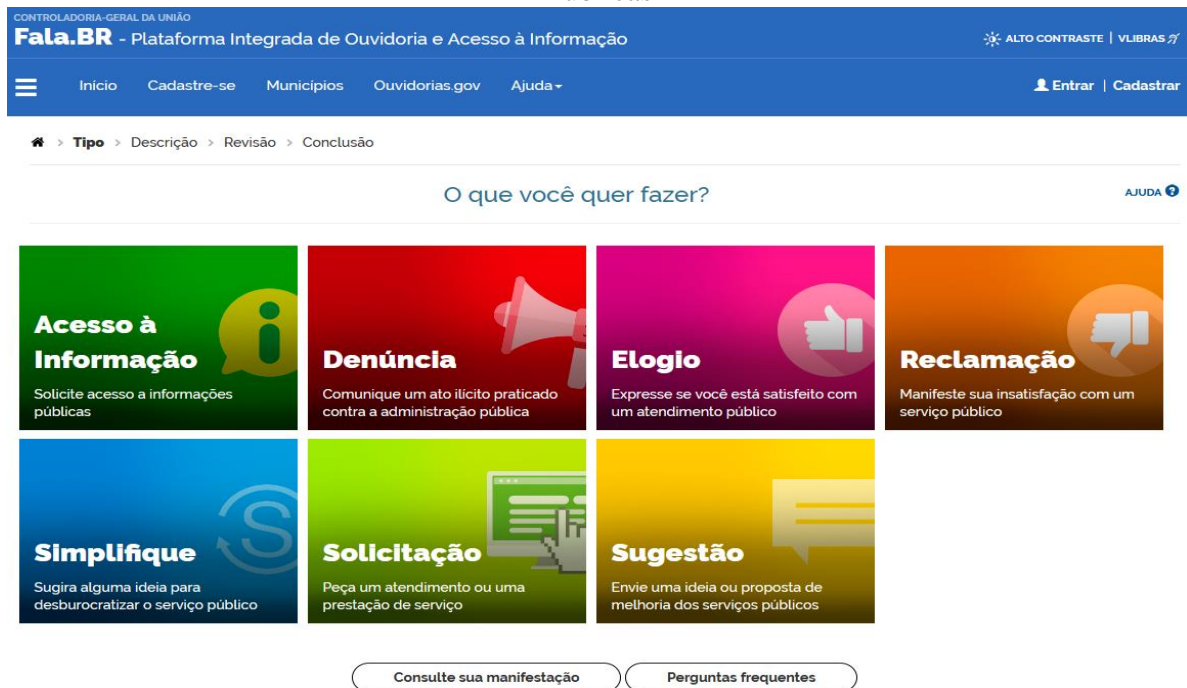 CONTROLADORIA-GERAL DA UNIÃO
Fala.BR - Plataforma Integrada de Ouvidoria e Acesso à Informação
ALTO CONTRASTE | VLIBRAS
Início Cadastre-se Municípios Ouvidorias.gov Ajuda
Entrar | Cadastrar
> Tipo > Descrição > Revisão > Conclusão
O que você quer fazer?
AJUDA ?
Acesso à
Informação
Solicite acesso a informações
públicas
Denúncia
Comunique um ato ilícito praticado
contra a administração pública
Elogio
Expresse se você está satisfeito com
um atendimento público
Reclamação
Manifeste sua insatisfação com um
serviço público
Simplifique
Sugira alguma ideia para
desburocratizar o serviço público
Solicitação
Peça um atendimento ou uma
prestação de serviço
Sugestão
Envie uma ideia ou proposta de
melhoria dos serviços públicos
Consulte sua manifestação
Perguntas frequentes